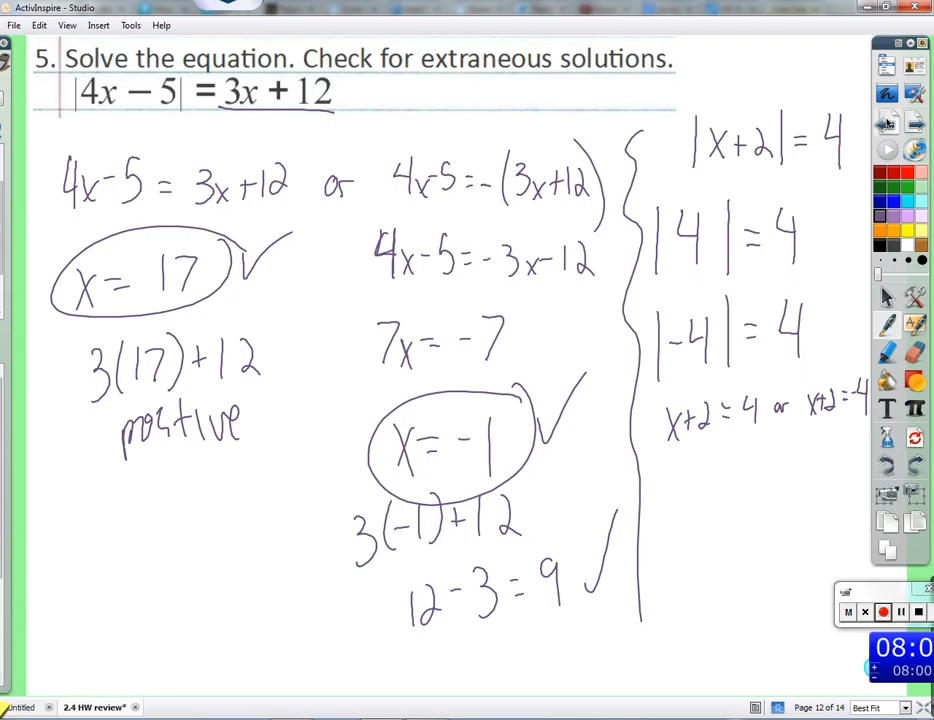 ActivInspire - Studio
File Edit View Insert Tools Help
5. Solve the equation. Check for extraneous solutions.
|4x − 5| = 3x + 12
4x-5 = 3x+12 or 4x-5=-(3x+12)
x = 17 ✓
3(17)+12
positive
4x-5=-3x-12
7x= -7
x= -1 ✓
3(-1)+12
12-3=9 ✓
|x+2|= 4
|4| = 4
|-4| = 4
x+2=4 or x+2=-4
M
08:0
08:00
ntitled
2.4 HW review*
Page 12 of 14
Best Fit